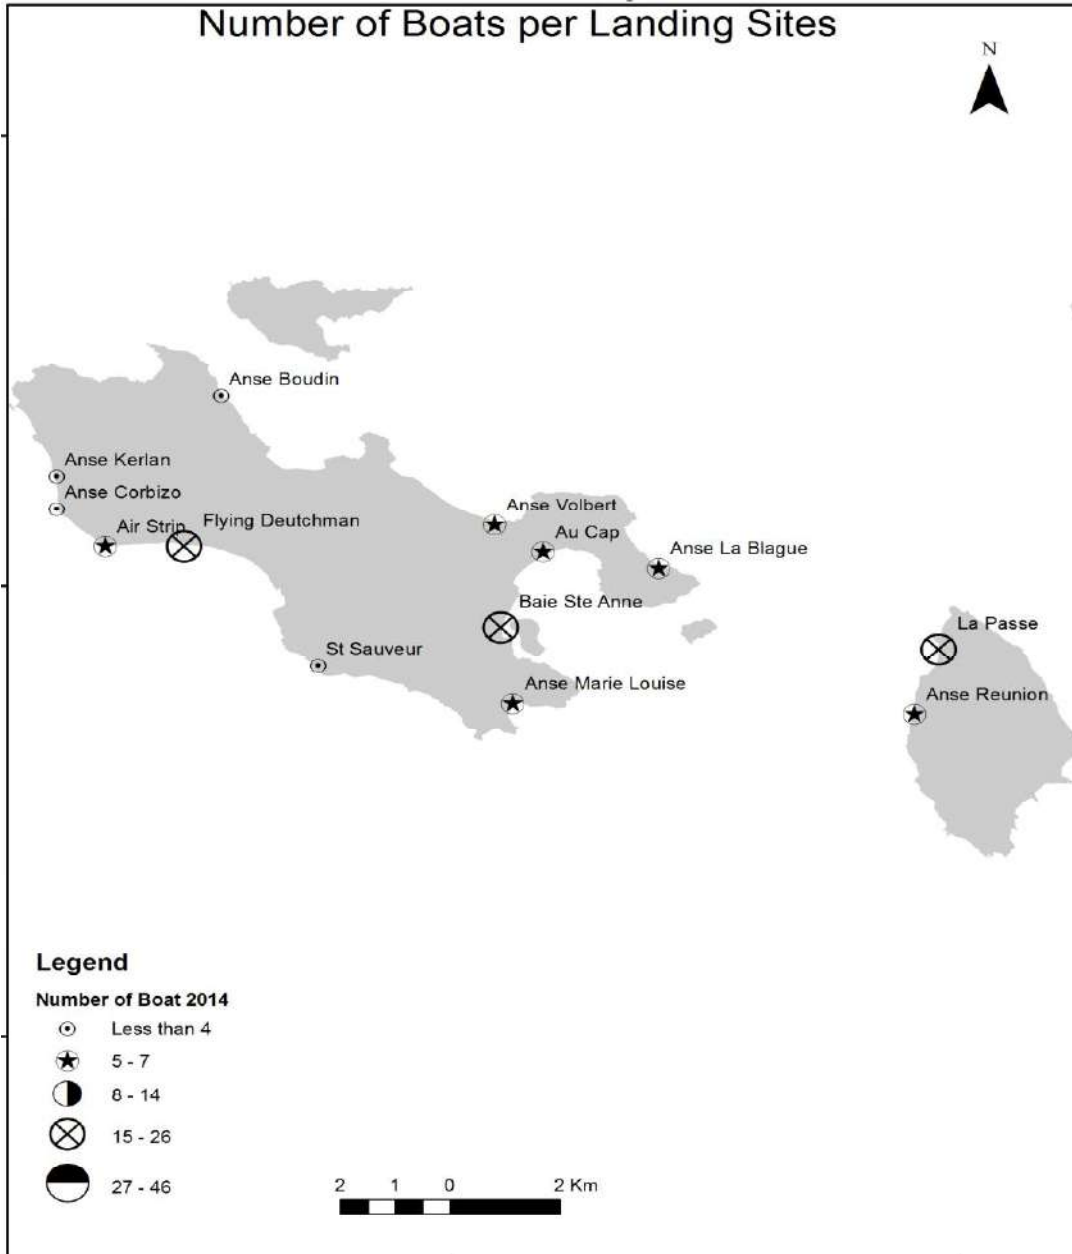 Number of Boats per Landing Sites
N
Anse Boudin
Anse Kerlan
Anse Corbizo
Air Strip
Flying Deutchman
Anse Volbert
Au Cap
Anse La Blague
Baie Ste Anne
La Passe
St Sauveur
Anse Marie Louise
Anse Reunion
Legend
Number of Boat 2014
Less than 4
5 - 7
8 - 14
15 - 26
27 - 46
2 1 0 2 Km